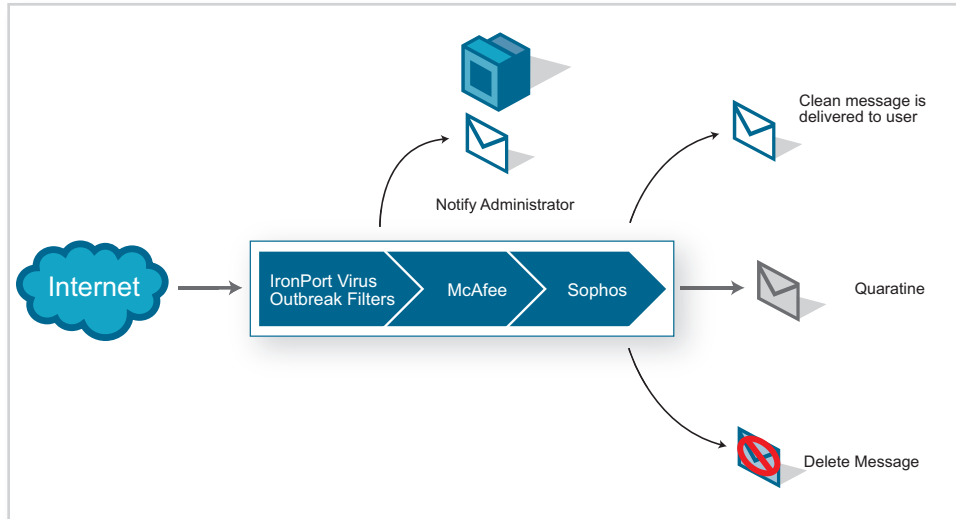 Clean message is
delivered to user
Notify Administrator
Internet
IronPort Virus
Outbreak Filters
McAfee
Sophos
Quaratine
Delete Message